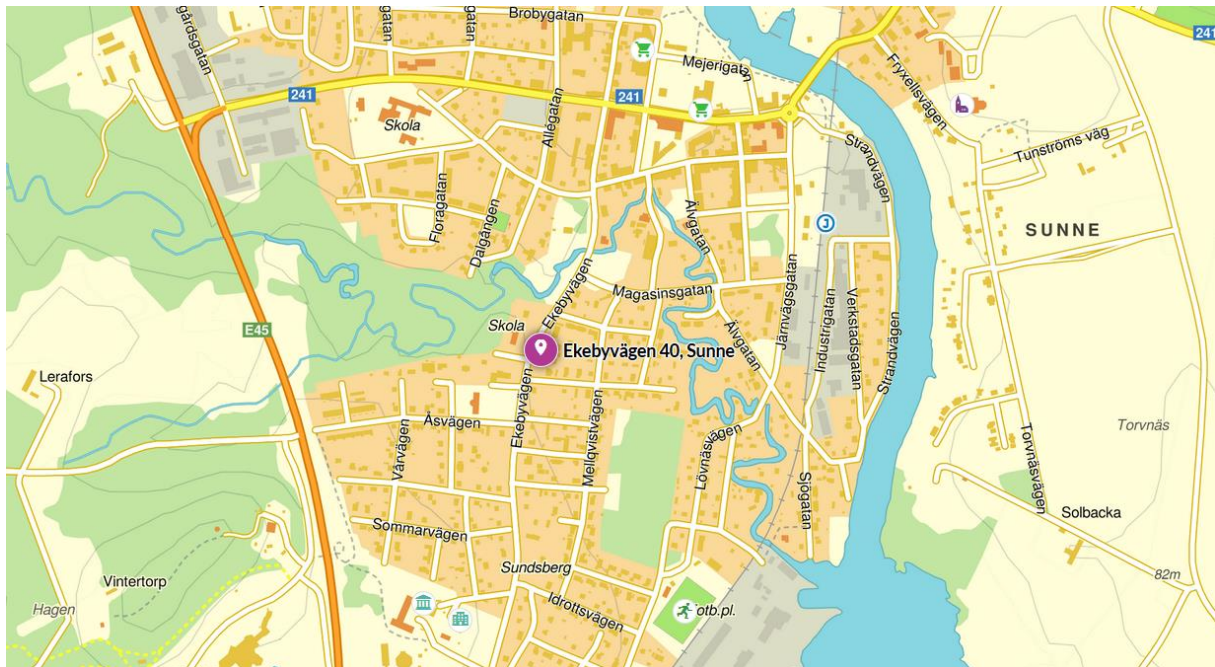 Brobygatan
gatan
gatan
gårdsgatan
Mejerigatan
241
241
241
Fryxellsvägen
Skola
Allégatan
Strandvägen
Tunströms väg
Floragatan
Dalgången
Älvgatan
J
SUNNE
Ekebyvägen
Magasinsgatan
Järnvägsgatan
Industrigatan
Verkstadsgatan
Strandvägen
Skola
E45
Älvgatan
Ekebyvägen 40, Sunne
Lerafors
Ekebyvägen
Åsvägen
Mellqvistvägen
Vårvägen
Lövnäsvägen
Torvnäs
Torvnäsvägen
Sjögatan
Sommarvägen
Solbacka
Sundsberg
Vintertorp
Hagen
Idrottsvägen
otb.pl.
82m